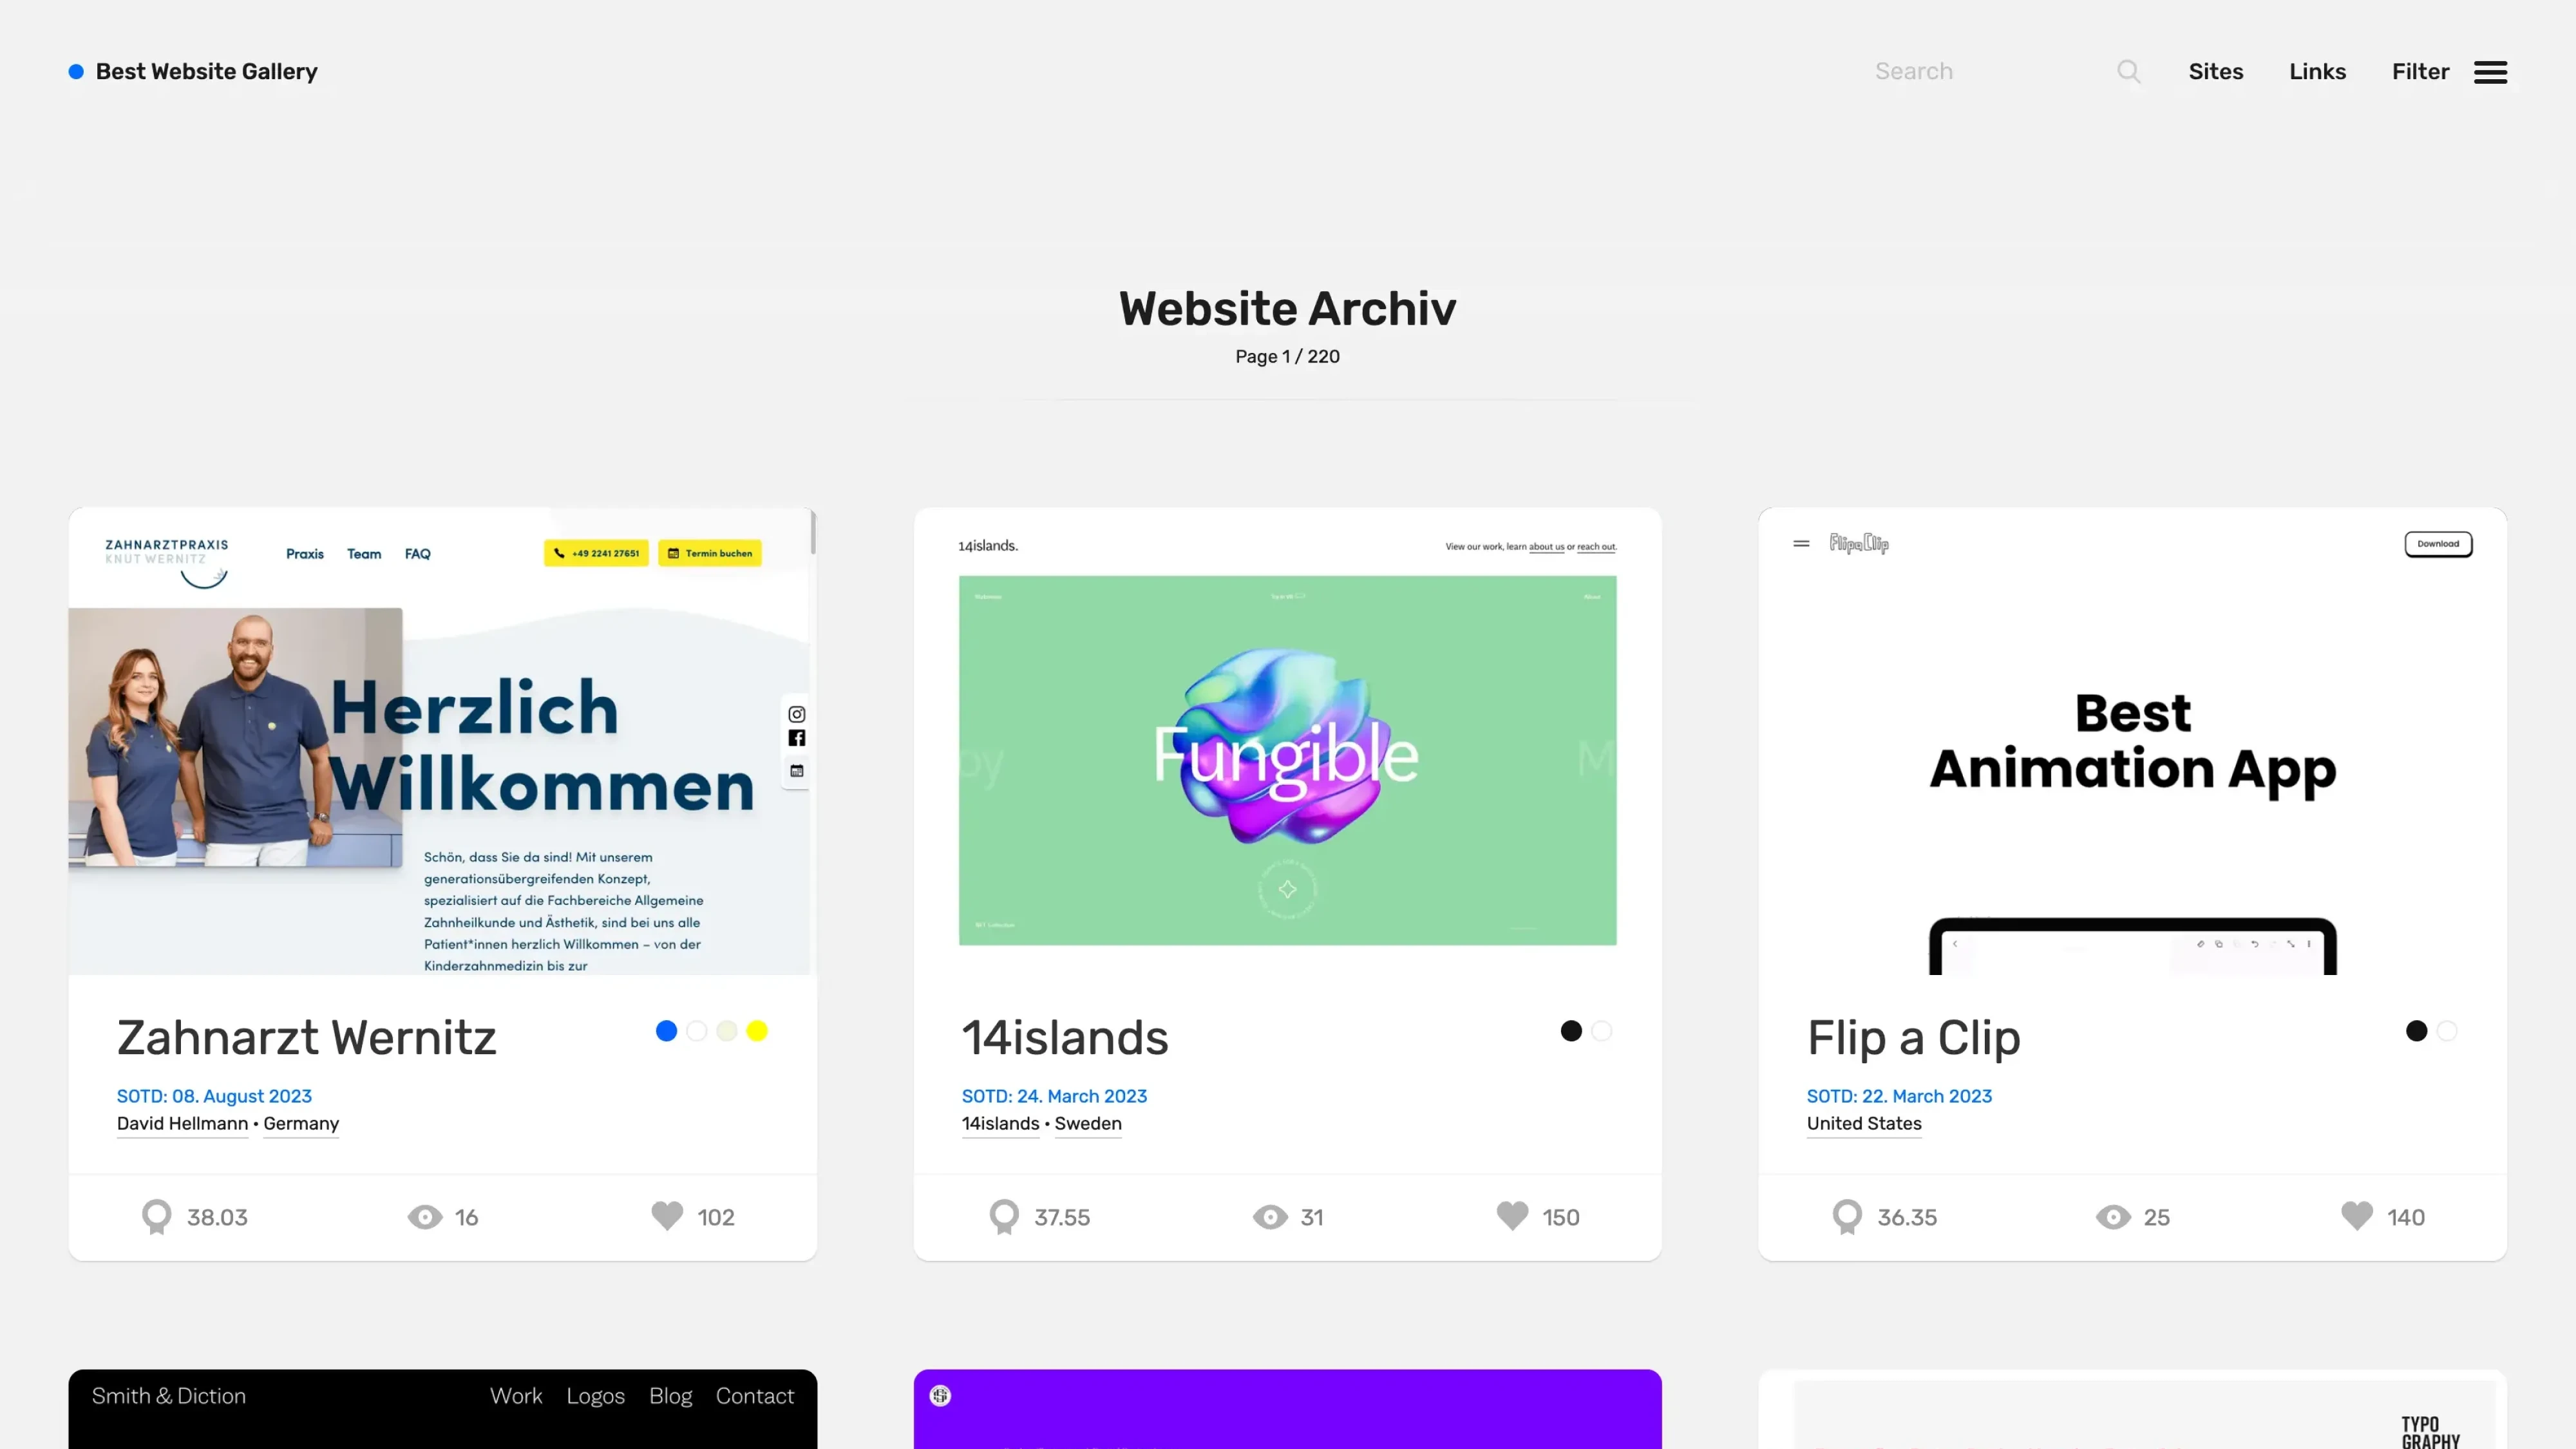 Best Website Gallery
Search
Sites
Links
Filter
Website Archiv
Page 1 / 220
ZAHNARZTPRAXIS
KNUT WERNITZ
Praxis
Team
FAQ
+49 2241 27651
Termin buchen
Herzlich
Willkommen
Schön, dass Sie da sind! Mit unserem
generationsübergreifenden Konzept,
spezialisiert auf die Fachbereiche Allgemeine
Zahnheilkunde und Ästhetik, sind bei uns alle
Patient*innen herzlich Willkommen – von der
Kinderzahnmedizin bis zur
Zahnarzt Wernitz
SOTD: 08. August 2023
David Hellmann • Germany
38.03
16
102
14islands.
View our work, learn about us or reach out.
About
by
Fungible
M
14islands
SOTD: 24. March 2023
14islands • Sweden
37.55
31
150
FlipaClip
Download
Best
Animation App
Flip a Clip
SOTD: 22. March 2023
United States
36.35
25
140
Smith & Diction
Work
Logos
Blog
Contact
TYPO
GRAPHY